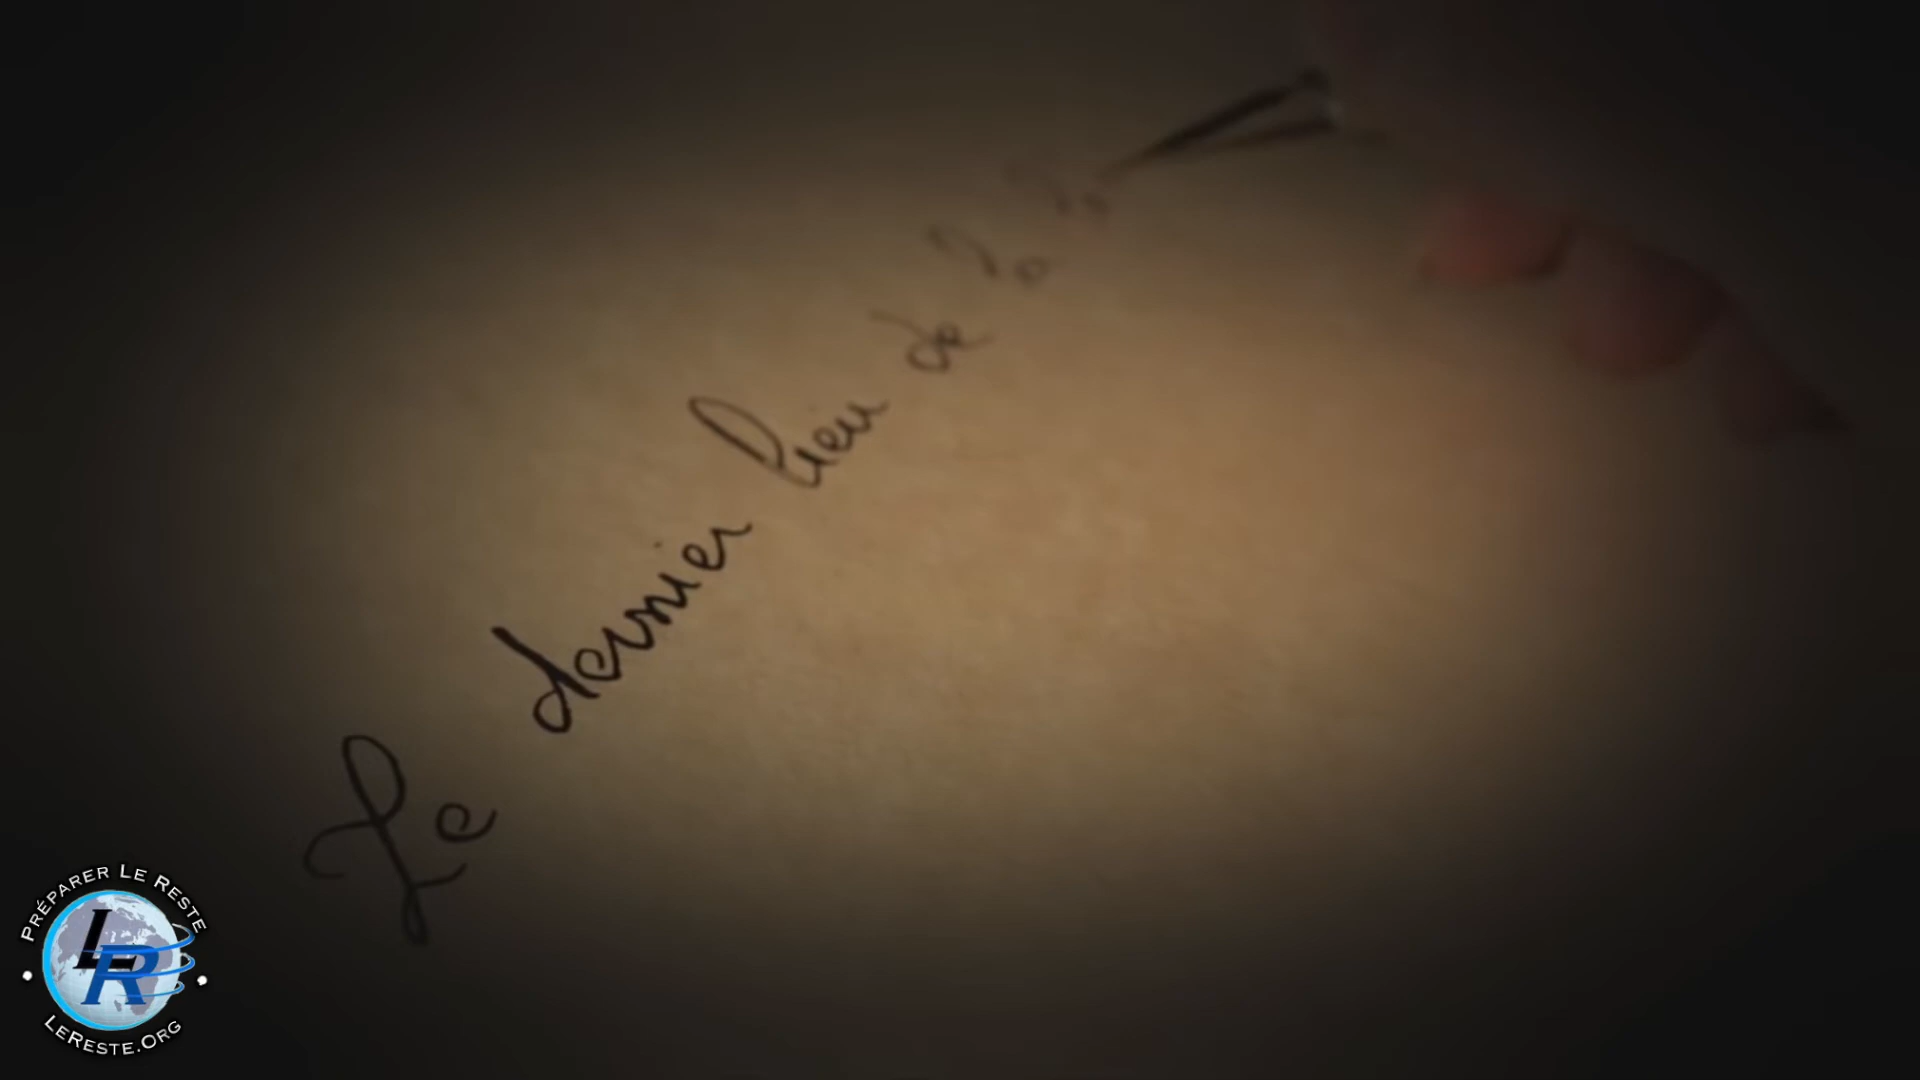 Le dernier lieu de
PRÉPARER LE RESTE
LR
LERESTE.ORG